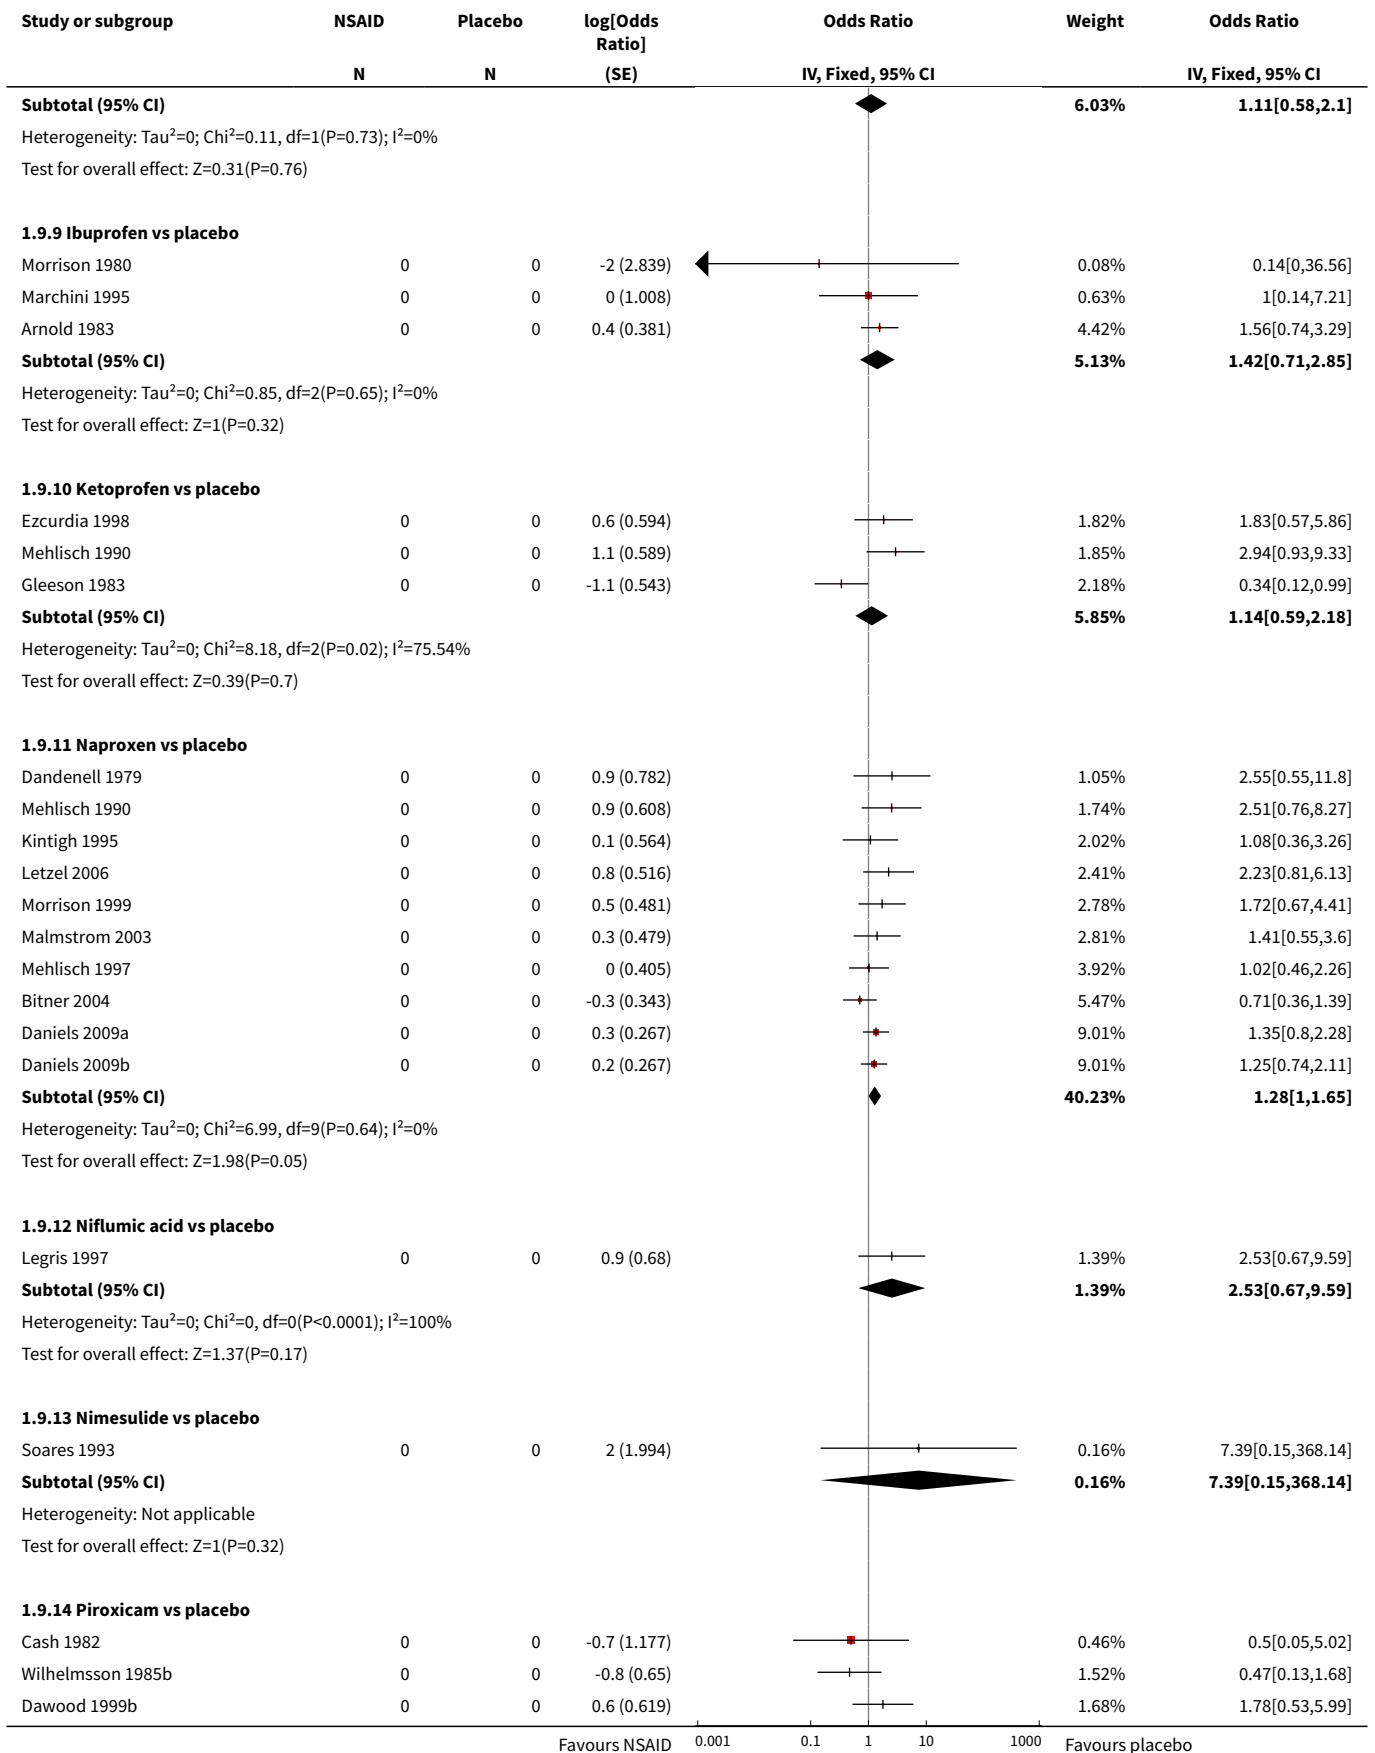 Study or subgroup NSAID Placebo log[Odds Ratio] Odds Ratio Weight Odds Ratio
N N (SE) IV, Fixed, 95% CI IV, Fixed, 95% CI
Subtotal (95% CI) 6.03% 1.11[0.58,2.1]
Heterogeneity: Tau²=0; Chi²=0.11, df=1(P=0.73); I²=0%
Test for overall effect: Z=0.31(P=0.76)
1.9.9 Ibuprofen vs placebo
Morrison 1980 0 0 -2 (2.839) 0.08% 0.14[0,36.56]
Marchini 1995 0 0 0 (1.008) 0.63% 1[0.14,7.21]
Arnold 1983 0 0 0.4 (0.381) 4.42% 1.56[0.74,3.29]
Subtotal (95% CI) 5.13% 1.42[0.71,2.85]
Heterogeneity: Tau²=0; Chi²=0.85, df=2(P=0.65); I²=0%
Test for overall effect: Z=1(P=0.32)
1.9.10 Ketoprofen vs placebo
Ezcurdia 1998 0 0 0.6 (0.594) 1.82% 1.83[0.57,5.86]
Mehlisch 1990 0 0 1.1 (0.589) 1.85% 2.94[0.93,9.33]
Gleeson 1983 0 0 -1.1 (0.543) 2.18% 0.34[0.12,0.99]
Subtotal (95% CI) 5.85% 1.14[0.59,2.18]
Heterogeneity: Tau²=0; Chi²=8.18, df=2(P=0.02); I²=75.54%
Test for overall effect: Z=0.39(P=0.7)
1.9.11 Naproxen vs placebo
Dandenell 1979 0 0 0.9 (0.782) 1.05% 2.55[0.55,11.8]
Mehlisch 1990 0 0 0.9 (0.608) 1.74% 2.51[0.76,8.27]
Kintigh 1995 0 0 0.1 (0.564) 2.02% 1.08[0.36,3.26]
Letzel 2006 0 0 0.8 (0.516) 2.41% 2.23[0.81,6.13]
Morrison 1999 0 0 0.5 (0.481) 2.78% 1.72[0.67,4.41]
Malmstrom 2003 0 0 0.3 (0.479) 2.81% 1.41[0.55,3.6]
Mehlisch 1997 0 0 0 (0.405) 3.92% 1.02[0.46,2.26]
Bitner 2004 0 0 -0.3 (0.343) 5.47% 0.71[0.36,1.39]
Daniels 2009a 0 0 0.3 (0.267) 9.01% 1.35[0.8,2.28]
Daniels 2009b 0 0 0.2 (0.267) 9.01% 1.25[0.74,2.11]
Subtotal (95% CI) 40.23% 1.28[1,1.65]
Heterogeneity: Tau²=0; Chi²=6.99, df=9(P=0.64); I²=0%
Test for overall effect: Z=1.98(P=0.05)
1.9.12 Niflumic acid vs placebo
Legris 1997 0 0 0.9 (0.68) 1.39% 2.53[0.67,9.59]
Subtotal (95% CI) 1.39% 2.53[0.67,9.59]
Heterogeneity: Tau²=0; Chi²=0, df=0(P<0.0001); I²=100%
Test for overall effect: Z=1.37(P=0.17)
1.9.13 Nimesulide vs placebo
Soares 1993 0 0 2 (1.994) 0.16% 7.39[0.15,368.14]
Subtotal (95% CI) 0.16% 7.39[0.15,368.14]
Heterogeneity: Not applicable
Test for overall effect: Z=1(P=0.32)
1.9.14 Piroxicam vs placebo
Cash 1982 0 0 -0.7 (1.177) 0.46% 0.5[0.05,5.02]
Wilhelmsson 1985b 0 0 -0.8 (0.65) 1.52% 0.47[0.13,1.68]
Dawood 1999b 0 0 0.6 (0.619) 1.68% 1.78[0.53,5.99]
Favours NSAID 0.001 0.1 1 10 1000 Favours placebo